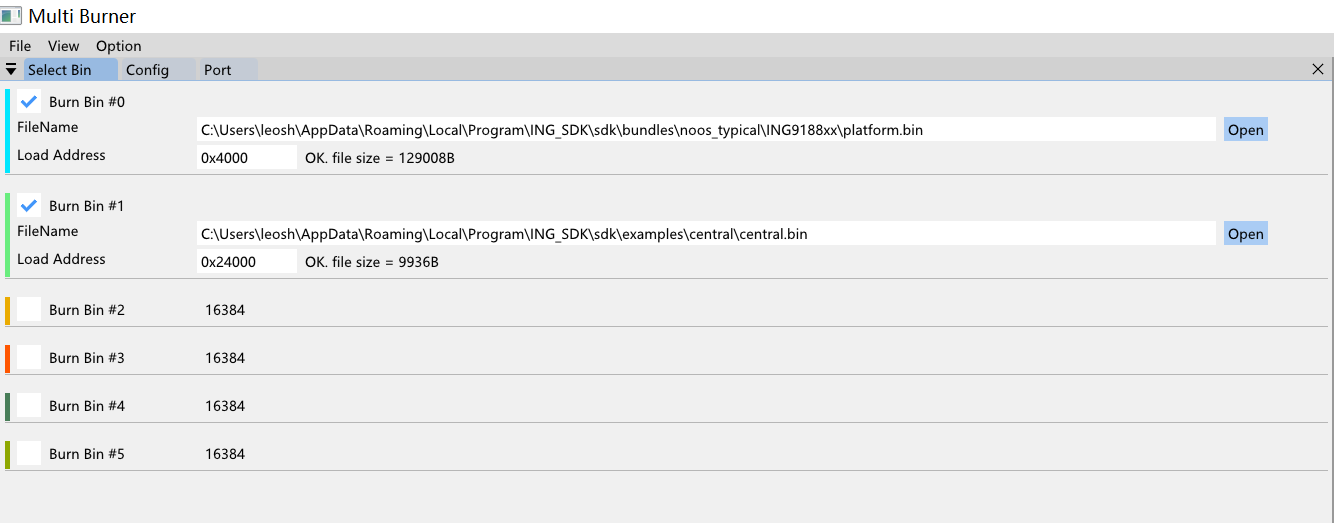 Multi Burner
File View Option
Select Bin Config Port
Burn Bin #0
FileName C:\Users\leosh\AppData\Roaming\Local\Program\ING_SDK\sdk\bundles\noos_typical\ING9188xx\platform.bin Open
Load Address 0x4000 OK. file size = 129008B
Burn Bin #1
FileName C:\Users\leosh\AppData\Roaming\Local\Program\ING_SDK\sdk\examples\central\central.bin Open
Load Address 0x24000 OK. file size = 9936B
Burn Bin #2 16384
Burn Bin #3 16384
Burn Bin #4 16384
Burn Bin #5 16384